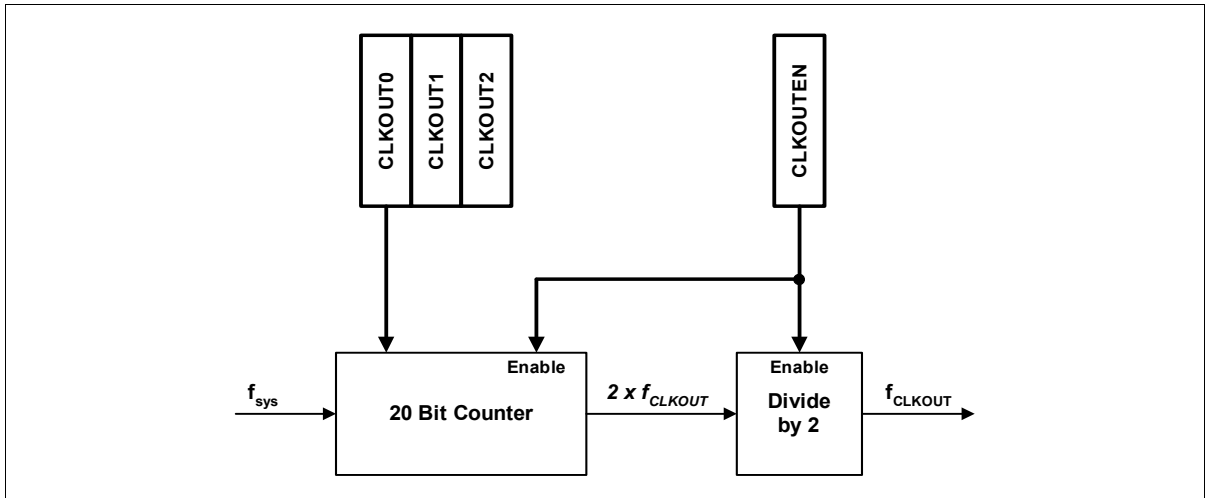 CLKOUT0
CLKOUT1
CLKOUT2
CLKOUTEN
Enable
Enable
f_sys
20 Bit Counter
2 x f_CLKOUT
Divide
by 2
f_CLKOUT